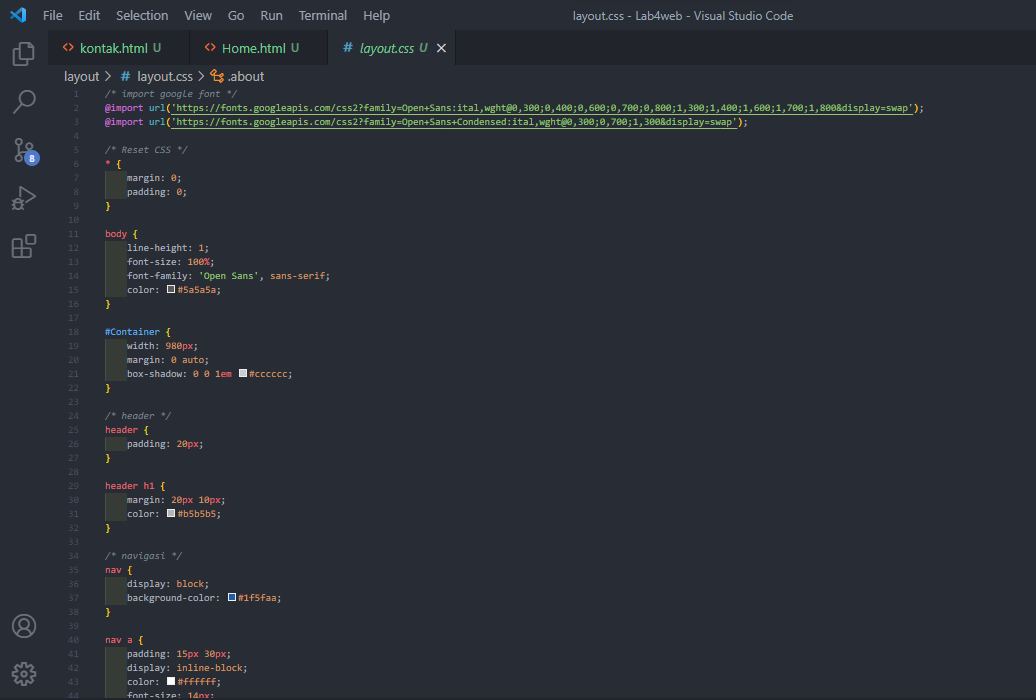 File Edit Selection View Go Run Terminal Help layout.css - Lab4web - Visual Studio Code
<> kontak.html U <> Home.html U # layout.css U ×
layout > # layout.css > .about
8
1 /* import google font */
2 @import url('https://fonts.googleapis.com/css2?family=Open+Sans:ital,wght@0,300;0,400;0,600;0,700;0,800;1,300;1,400;1,600;1,700;1,800&display=swap');
3 @import url('https://fonts.googleapis.com/css2?family=Open+Sans+Condensed:ital,wght@0,300;0,700;1,300&display=swap');
4
5 /* Reset CSS */
6 * {
7 margin: 0;
8 padding: 0;
9 }
10
11 body {
12 line-height: 1;
13 font-size: 100%;
14 font-family: 'Open Sans', sans-serif;
15 color: #5a5a5a;
16 }
17
18 #Container {
19 width: 980px;
20 margin: 0 auto;
21 box-shadow: 0 0 1em #cccccc;
22 }
23
24 /* header */
25 header {
26 padding: 20px;
27 }
28
29 header h1 {
30 margin: 20px 10px;
31 color: #b5b5b5;
32 }
33
34 /* navigasi */
35 nav {
36 display: block;
37 background-color: #1f5faa;
38 }
39
40 nav a {
41 padding: 15px 30px;
42 display: inline-block;
43 color: #ffffff;
44 font-size: 14px;